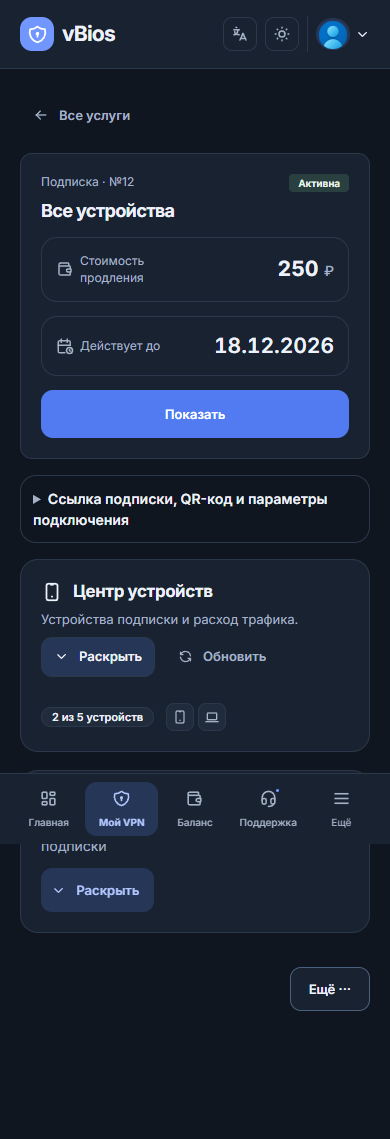 vBios
Все услуги
Подписка · №12
Активна
Все устройства
Стоимость
продления
250 ₽
Действует до
18.12.2026
Показать
▶ Ссылка подписки, QR-код и параметры
подключения
Центр устройств
Устройства подписки и расход трафика.
Раскрыть
Обновить
2 из 5 устройств
Главная
Мой VPN
Баланс
Поддержка
Ещё
подписки
Раскрыть
Ещё ···